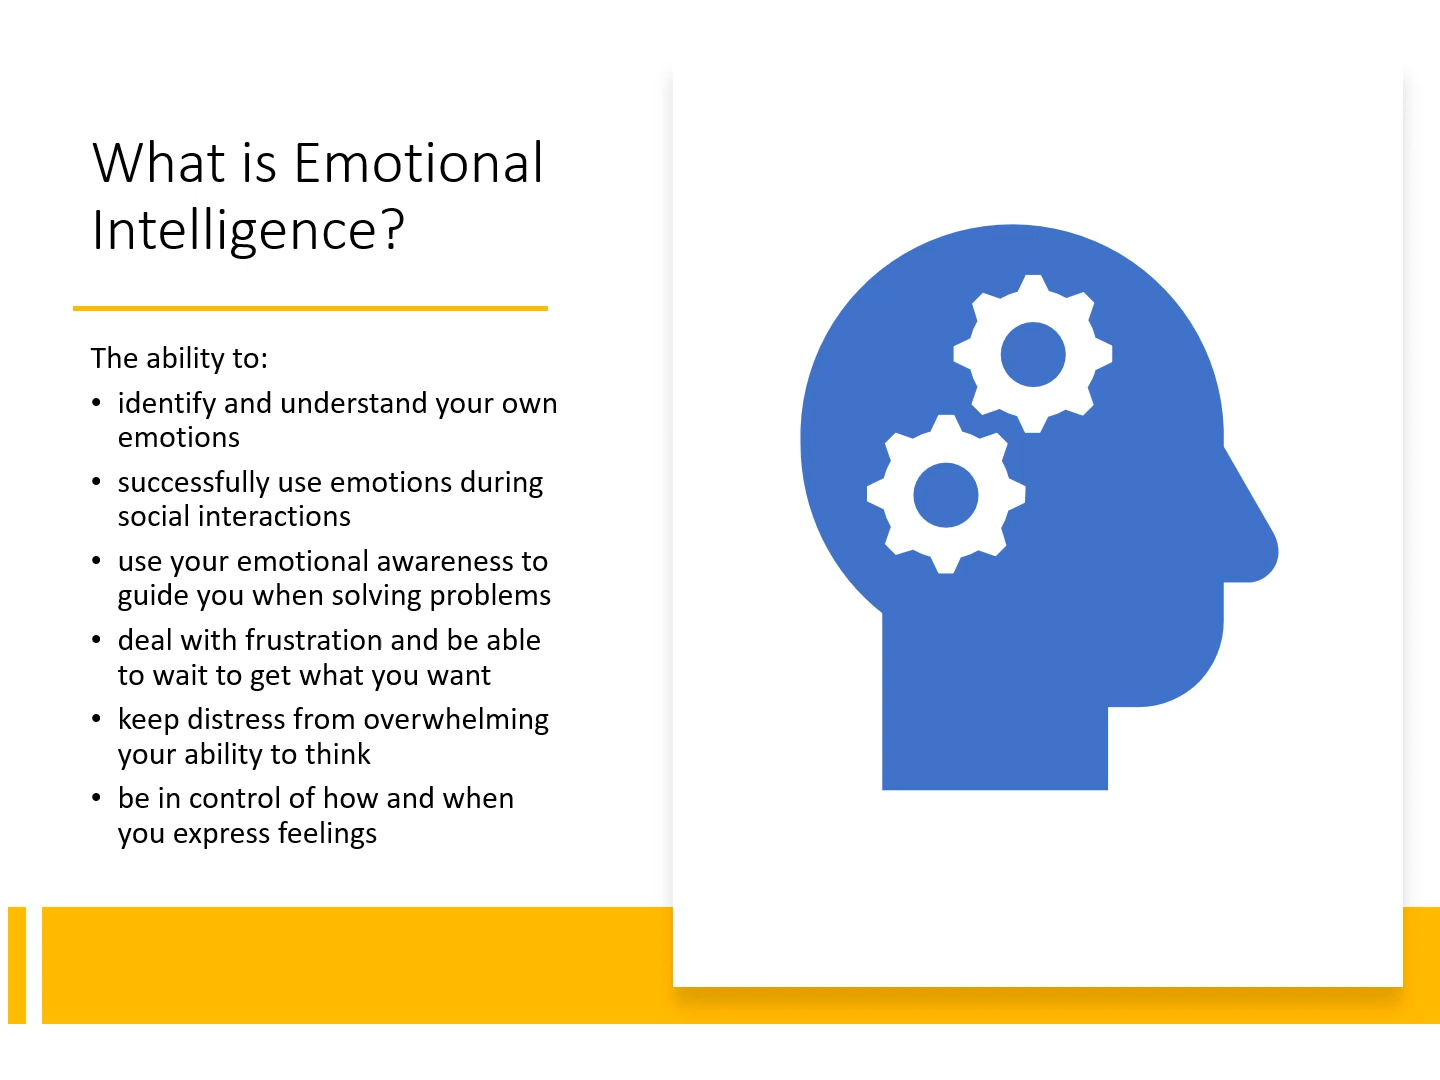 What is Emotional
Intelligence?
The ability to:
• identify and understand your own
emotions
• successfully use emotions during
social interactions
• use your emotional awareness to
guide you when solving problems
• deal with frustration and be able
to wait to get what you want
• keep distress from overwhelming
your ability to think
• be in control of how and when
you express feelings